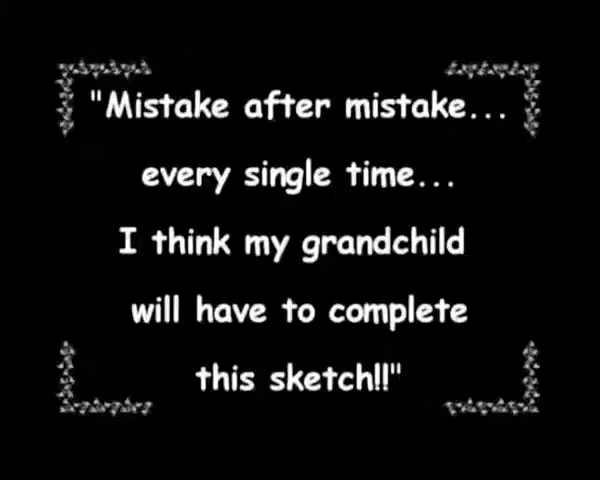 "Mistake after mistake...
every single time...
I think my grandchild
will have to complete
this sketch!!"